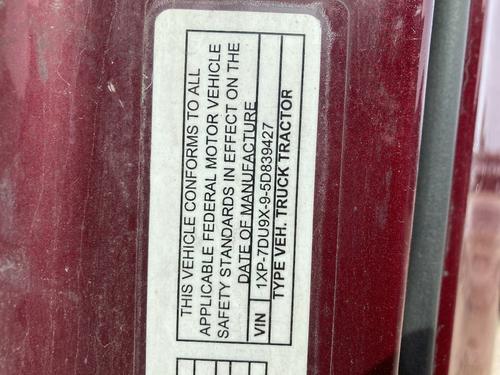 THIS VEHICLE CONFORMS TO ALL
APPLICABLE FEDERAL MOTOR VEHICLE
SAFETY STANDARDS IN EFFECT ON THE
DATE OF MANUFACTURE
VIN 1XP-7DU9X-9-5D839427
TYPE VEH. TRUCK TRACTOR